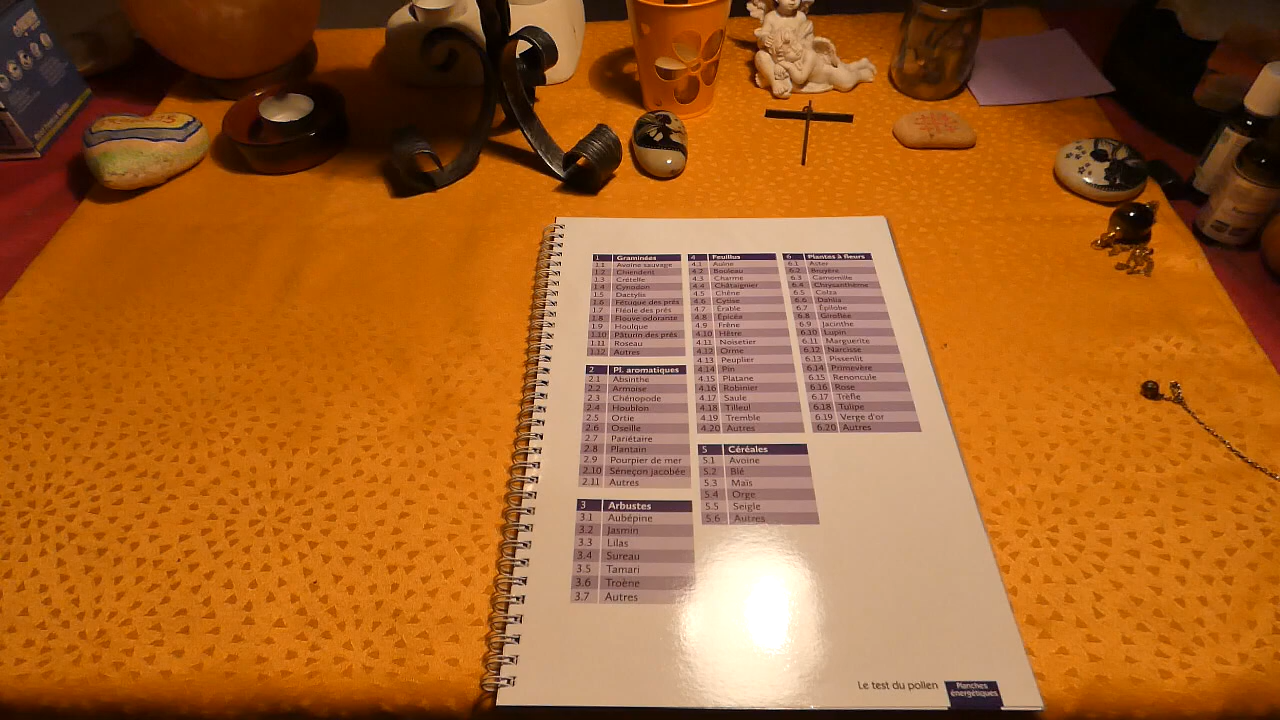 1 Graminées
1.1 Avoine sauvage
1.2 Chiendent
1.3 Crételle
1.4 Cynodon
1.5 Dactylis
1.6 Fétuque des prés
1.7 Fléole des prés
1.8 Flouve odorante
1.9 Houlque
1.10 Pâturin des prés
1.11 Roseau
1.12 Autres
2 Pl. aromatiques
2.1 Absinthe
2.2 Armoise
2.3 Chénopode
2.4 Houblon
2.5 Ortie
2.6 Oseille
2.7 Pariétaire
2.8 Plantain
2.9 Pourpier de mer
2.10 Séneçon jacobée
2.11 Autres
3 Arbustes
3.1 Aubépine
3.2 Jasmin
3.3 Lilas
3.4 Sureau
3.5 Tamari
3.6 Troène
3.7 Autres
4 Feuillus
4.1 Aulne
4.2 Bouleau
4.3 Charme
4.4 Châtaignier
4.5 Chêne
4.6 Cytise
4.7 Érable
4.8 Épicéa
4.9 Frêne
4.10 Hêtre
4.11 Noisetier
4.12 Orme
4.13 Peuplier
4.14 Pin
4.15 Platane
4.16 Robinier
4.17 Saule
4.18 Tilleul
4.19 Tremble
4.20 Autres
5 Céréales
5.1 Avoine
5.2 Blé
5.3 Maïs
5.4 Orge
5.5 Seigle
5.6 Autres
6 Plantes à fleurs
6.1 Aster
6.2 Bruyère
6.3 Camomille
6.4 Chrysanthème
6.5 Colza
6.6 Dahlia
6.7 Épilobe
6.8 Giroflée
6.9 Jacinthe
6.10 Lupin
6.11 Marguerite
6.12 Narcisse
6.13 Pissenlit
6.14 Primevère
6.15 Renoncule
6.16 Rose
6.17 Trèfle
6.18 Tulipe
6.19 Verge d'or
6.20 Autres
Le test du pollen
Planches
énergétiques